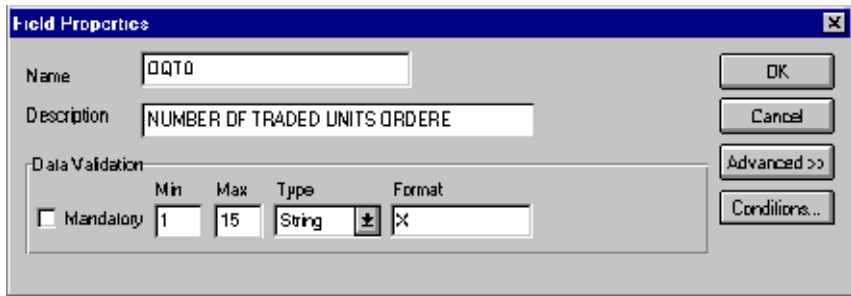 Field Properties
Name OQTO
Description NUMBER OF TRADED UNITS ORDERE
Data Validation
Min Max Type Format
Mandatory 1 15 String X
OK
Cancel
Advanced >>
Conditions...